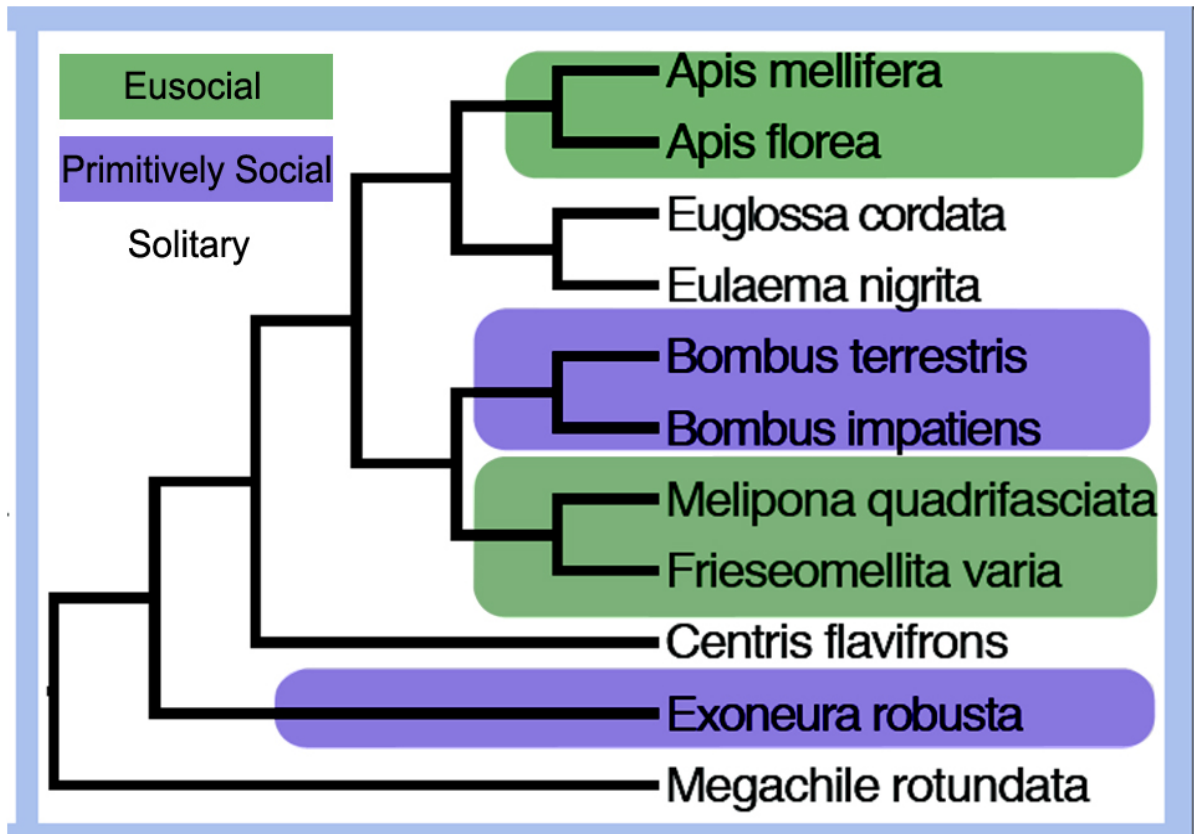 Eusocial
Primitively Social
Solitary
Apis mellifera
Apis florea
Euglossa cordata
Eulaema nigrita
Bombus terrestris
Bombus impatiens
Melipona quadrifasciata
Frieseomellita varia
Centris flavifrons
Exoneura robusta
Megachile rotundata